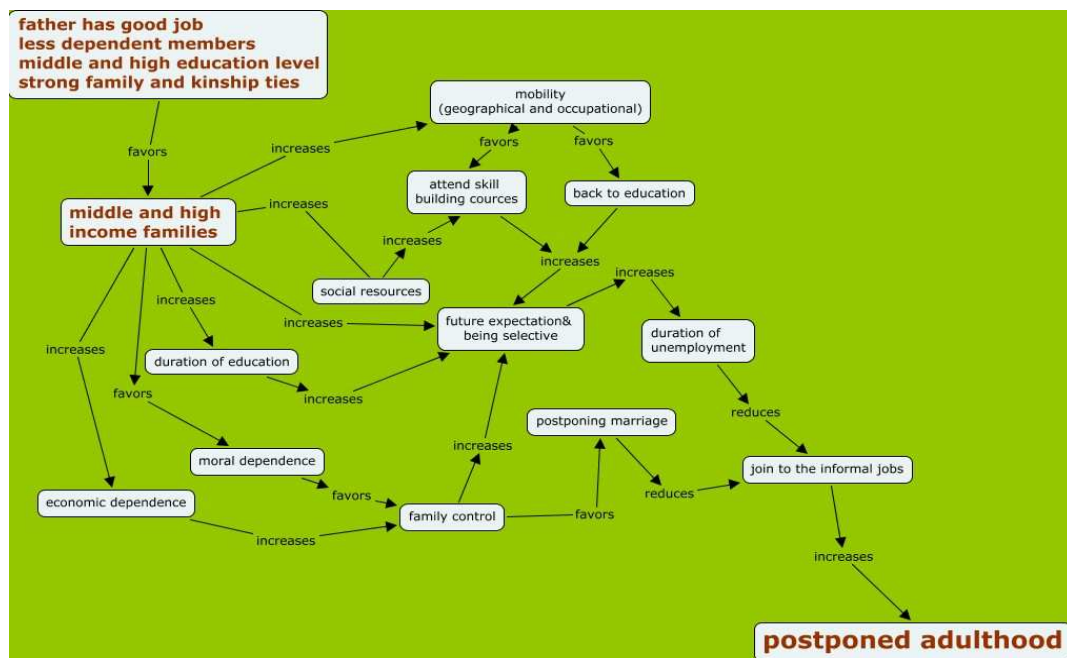 father has good job
less dependent members
middle and high education level
strong family and kinship ties
mobility
(geographical and occupational)
favors
increases
favors
favors
attend skill
building cources
back to education
middle and high
income families
increases
increases
increases
increases
social resources
increases
increases
future expectation&
being selective
duration of
unemployment
increases
duration of education
favors
increases
reduces
postponing marriage
increases
moral dependence
join to the informal jobs
favors
reduces
economic dependence
family control
favors
increases
increases
postponed adulthood